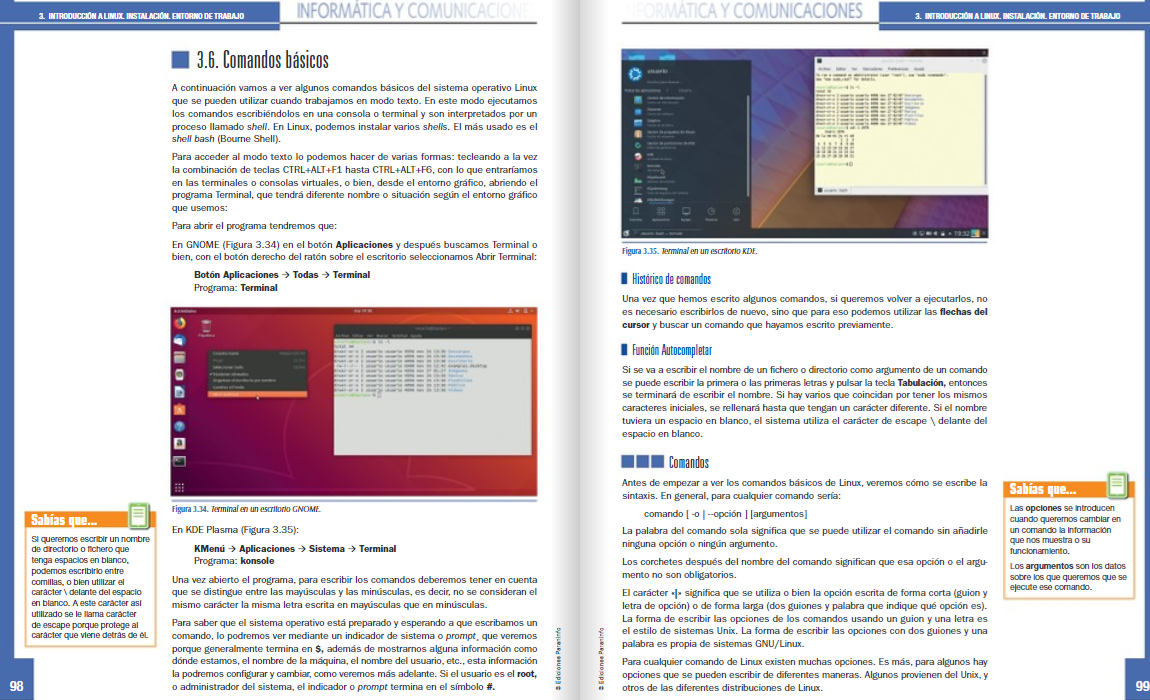 3. INTRODUCCIÓN A LINUX. INSTALACIÓN. ENTORNO DE TRABAJO
INFORMÁTICA Y COMUNICACIONES
3.6. Comandos básicos
A continuación vamos a ver algunos comandos básicos del sistema operativo Linux
que se pueden utilizar cuando trabajamos en modo texto. En este modo ejecutamos
los comandos escribiéndolos en una consola o terminal y son interpretados por un
proceso llamado shell. En Linux, podemos instalar varios shells. El más usado es el
shell bash (Bourne Shell).
Para acceder al modo texto lo podemos hacer de varias formas: tecleando a la vez
la combinación de teclas CTRL+ALT+F1 hasta CTRL+ALT+F6, con lo que entraríamos
en las terminales o consolas virtuales, o bien, desde el entorno gráfico, abriendo el
programa Terminal, que tendrá diferente nombre o situación según el entorno gráfico
que usemos:
Para abrir el programa tendremos que:
En GNOME (Figura 3.34) en el botón Aplicaciones y después buscamos Terminal o
bien, con el botón derecho del ratón sobre el escritorio seleccionamos Abrir Terminal:
Botón Aplicaciones → Todas → Terminal
Programa: Terminal
Figura 3.34. Terminal en un escritorio GNOME.
En KDE Plasma (Figura 3.35):
KMenú → Aplicaciones → Sistema → Terminal
Programa: konsole
Una vez abierto el programa, para escribir los comandos deberemos tener en cuenta
que se distingue entre las mayúsculas y las minúsculas, es decir, no se consideran el
mismo carácter la misma letra escrita en mayúsculas que en minúsculas.
Para saber que el sistema operativo está preparado y esperando a que escribamos un
comando, lo podremos ver mediante un indicador de sistema o prompt, que veremos
porque generalmente termina en $, además de mostrarnos alguna información como
dónde estamos, el nombre de la máquina, el nombre del usuario, etc., esta información
la podremos configurar y cambiar, como veremos más adelante. Si el usuario es el root,
o administrador del sistema, el indicador o prompt termina en el símbolo #.
Sabías que...
Si queremos escribir un nombre
de directorio o fichero que
tenga espacios en blanco,
podemos escribirlo entre
comillas, o bien utilizar el
carácter \ delante del espacio
en blanco. A este carácter así
utilizado se le llama carácter
de escape porque protege al
carácter que viene detrás de él.
© Ediciones Paraninfo
98
INFORMÁTICA Y COMUNICACIONES
3. INTRODUCCIÓN A LINUX. INSTALACIÓN. ENTORNO DE TRABAJO
usuario
19:32
Figura 3.35. Terminal en un escritorio KDE.
Histórico de comandos
Una vez que hemos escrito algunos comandos, si queremos volver a ejecutarlos, no
es necesario escribirlos de nuevo, sino que para eso podemos utilizar las flechas del
cursor y buscar un comando que hayamos escrito previamente.
Función Autocompletar
Si se va a escribir el nombre de un fichero o directorio como argumento de un comando
se puede escribir la primera o las primeras letras y pulsar la tecla Tabulación, entonces
se terminará de escribir el nombre. Si hay varios que coincidan por tener los mismos
caracteres iniciales, se rellenará hasta que tengan un carácter diferente. Si el nombre
tuviera un espacio en blanco, el sistema utiliza el carácter de escape \ delante del
espacio en blanco.
Comandos
Antes de empezar a ver los comandos básicos de Linux, veremos cómo se escribe la
sintaxis. En general, para cualquier comando sería:
comando [ -o | --opción ] [argumentos]
La palabra del comando sola significa que se puede utilizar el comando sin añadirle
ninguna opción o ningún argumento.
Los corchetes después del nombre del comando significan que esa opción o el argu-
mento no son obligatorios.
El carácter «|» significa que se utiliza o bien la opción escrita de forma corta (guion y
letra de opción) o de forma larga (dos guiones y palabra que indique qué opción es).
La forma de escribir las opciones de los comandos usando un guion y una letra es
el estilo de sistemas Unix. La forma de escribir las opciones con dos guiones y una
palabra es propia de sistemas GNU/Linux.
Para cualquier comando de Linux existen muchas opciones. Es más, para algunos hay
opciones que se pueden escribir de diferentes maneras. Algunos provienen del Unix, y
otros de las diferentes distribuciones de Linux.
Sabías que...
Las opciones se introducen
cuando queremos cambiar en
un comando la información
que nos muestra o su
funcionamiento.
Los argumentos son los datos
sobre los que queremos que se
ejecute ese comando.
© Ediciones Paraninfo
99